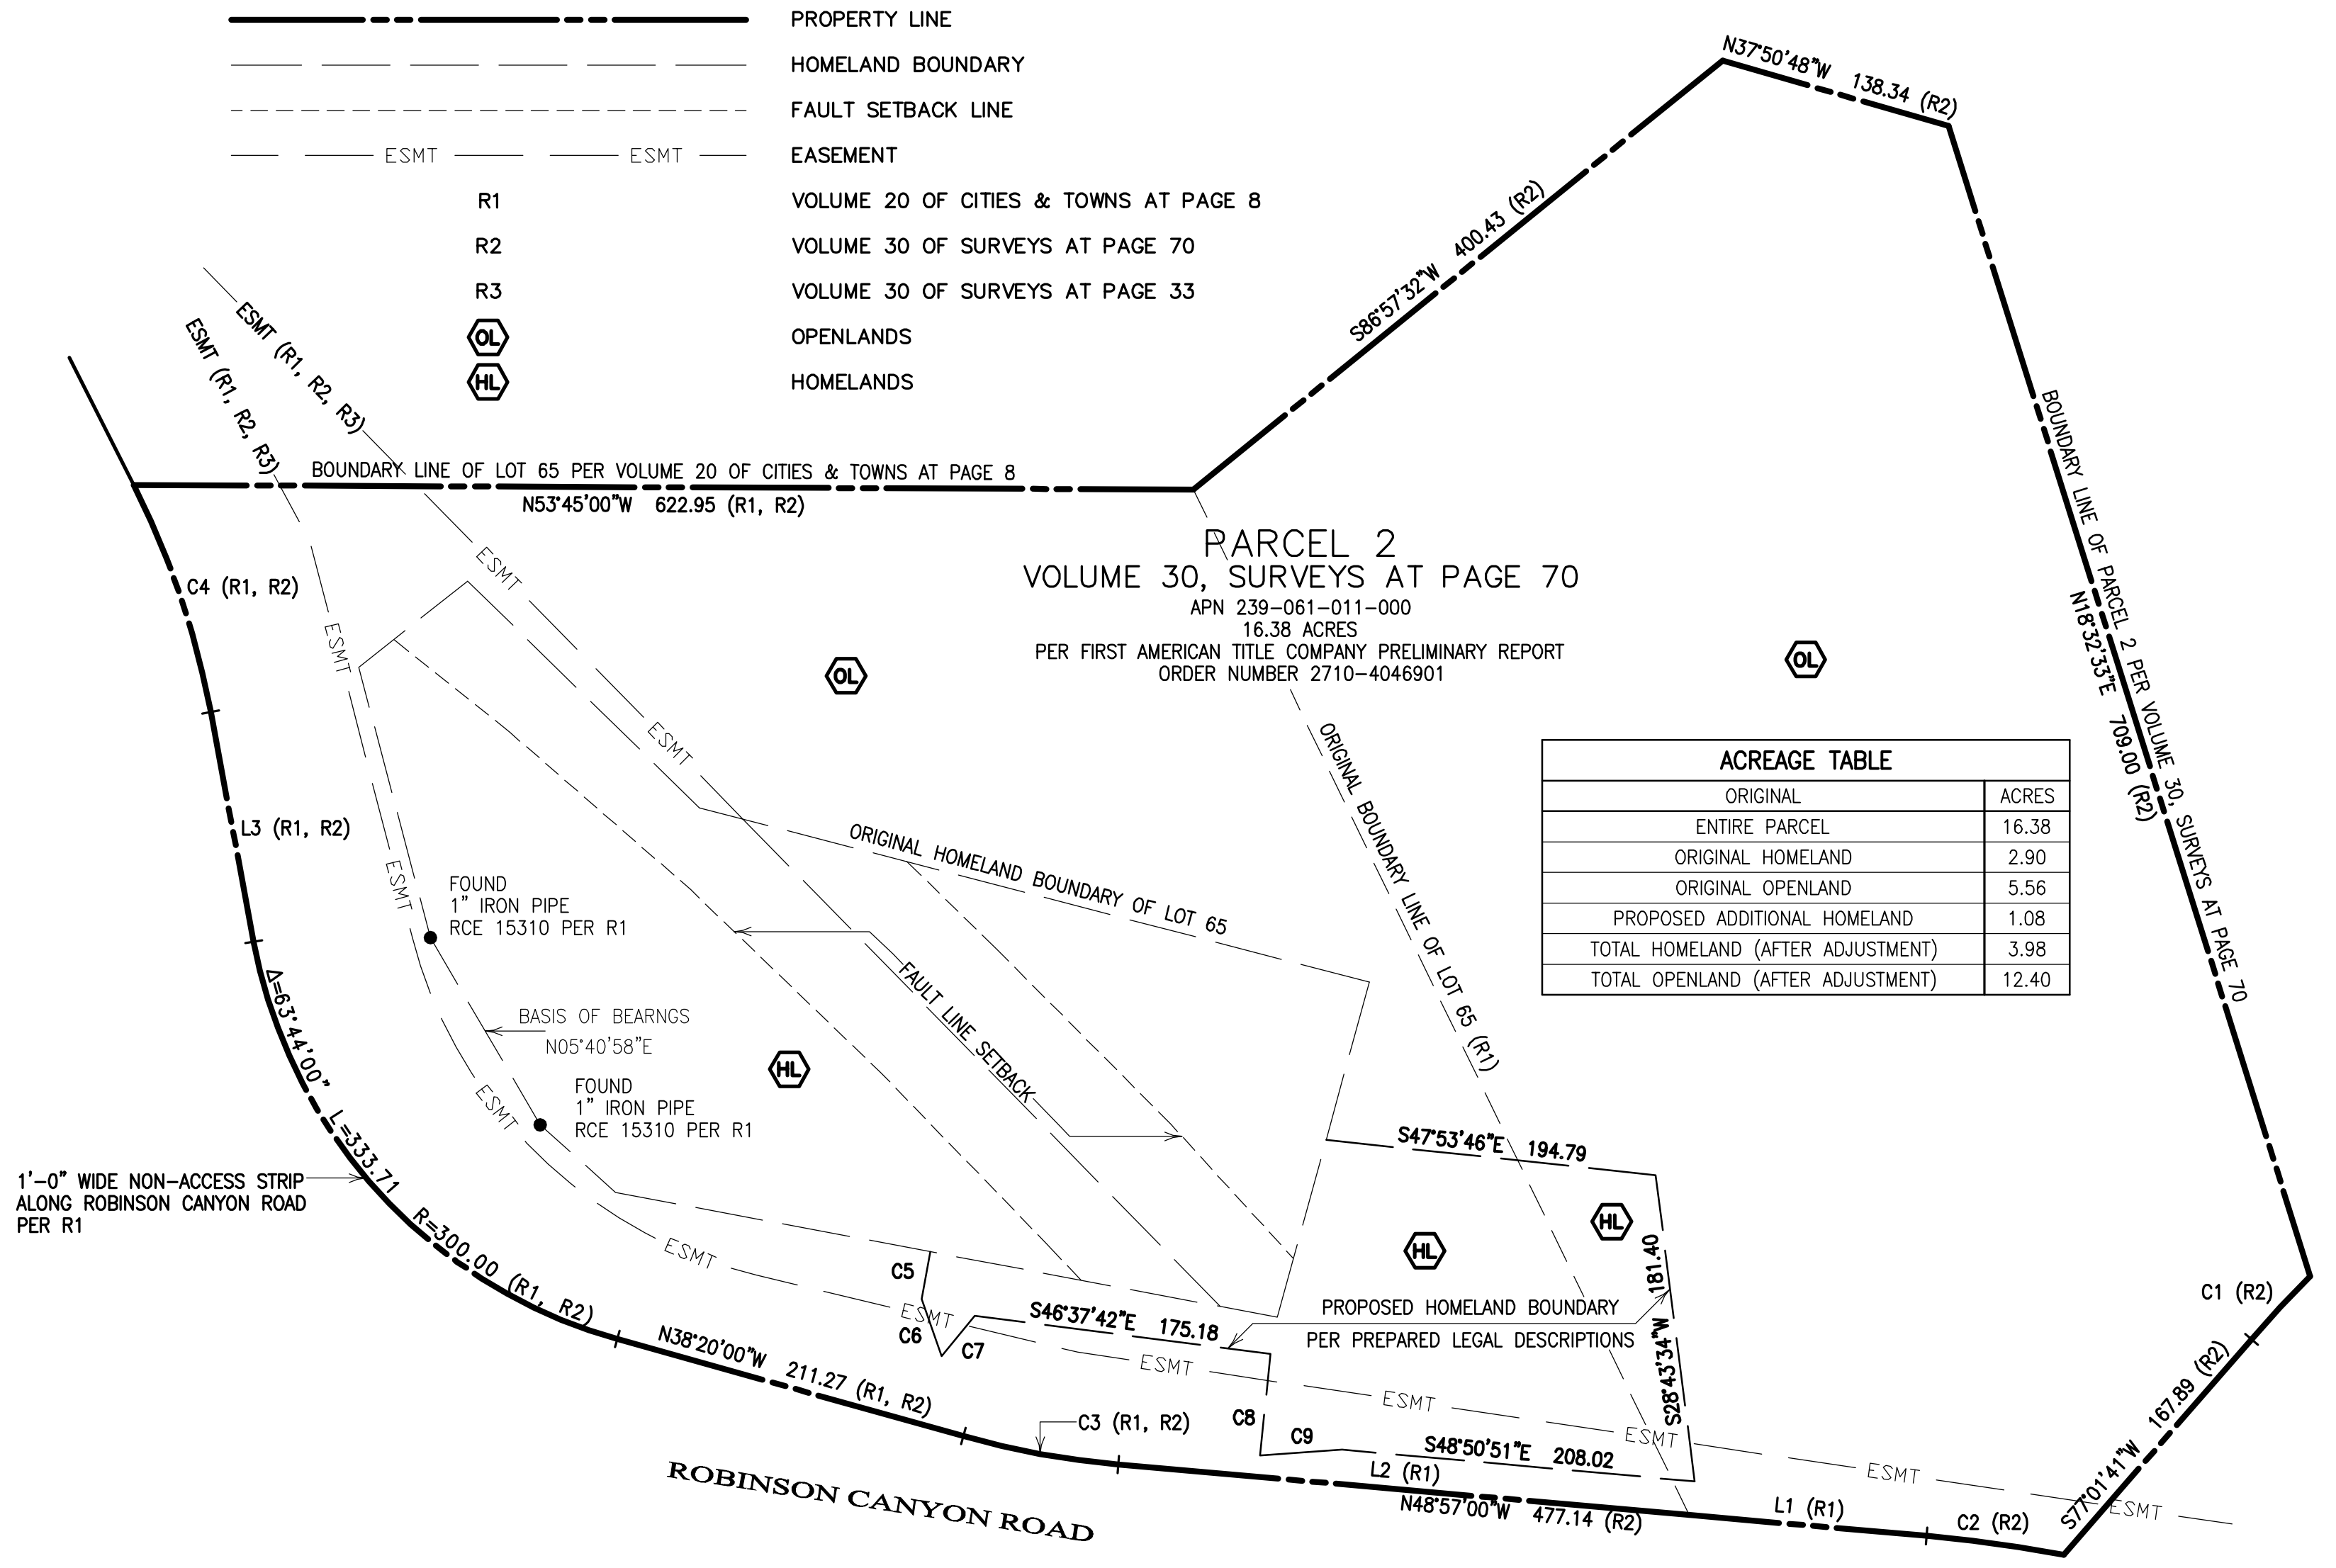 PROPERTY LINE
HOMELAND BOUNDARY
FAULT SETBACK LINE
ESMT ESMT EASEMENT
R1 VOLUME 20 OF CITIES & TOWNS AT PAGE 8
R2 VOLUME 30 OF SURVEYS AT PAGE 70
R3 VOLUME 30 OF SURVEYS AT PAGE 33
OL OPENLANDS
HL HOMELANDS
N37°50'48"W 138.34 (R2)
S86°57'32"W 400.43 (R2)
ESMT (R1, R2, R3)
ESMT (R1, R2, R3)
BOUNDARY LINE OF LOT 65 PER VOLUME 20 OF CITIES & TOWNS AT PAGE 8
N53°45'00"W 622.95 (R1, R2)
BOUNDARY LINE OF PARCEL 2 PER VOLUME 30, SURVEYS AT PAGE 70
N18°32'33"E 709.00 (R2)
PARCEL 2
VOLUME 30, SURVEYS AT PAGE 70
APN 239-061-011-000
16.38 ACRES
PER FIRST AMERICAN TITLE COMPANY PRELIMINARY REPORT
ORDER NUMBER 2710-4046901
OL
OL
C4 (R1, R2)
ESMT
ESMT
ESMT
L3 (R1, R2)
ESMT
ORIGINAL HOMELAND BOUNDARY OF LOT 65
ORIGINAL BOUNDARY LINE OF LOT 65 (R1)
ACREAGE TABLE
ORIGINAL ACRES
ENTIRE PARCEL 16.38
ORIGINAL HOMELAND 2.90
ORIGINAL OPENLAND 5.56
PROPOSED ADDITIONAL HOMELAND 1.08
TOTAL HOMELAND (AFTER ADJUSTMENT) 3.98
TOTAL OPENLAND (AFTER ADJUSTMENT) 12.40
FOUND
1" IRON PIPE
RCE 15310 PER R1
FAULT LINE SETBACK
BASIS OF BEARNGS
N05°40'58"E
HL
FOUND
1" IRON PIPE
RCE 15310 PER R1
ESMT
Δ=63°44'00" L=333.71 R=300.00 (R1, R2)
1'-0" WIDE NON-ACCESS STRIP
ALONG ROBINSON CANYON ROAD
PER R1
S47°53'46"E 194.79
HL
HL
S28°43'34"W 181.40
ESMT
C5
ESMT
C6
C7
S46°37'42"E 175.18
PROPOSED HOMELAND BOUNDARY
PER PREPARED LEGAL DESCRIPTIONS
C1 (R2)
S77°01'41"W 167.89 (R2)
N38°20'00"W 211.27 (R1, R2)
ESMT
ESMT
ESMT
ESMT
ESMT
C3 (R1, R2)
C8
C9
S48°50'51"E 208.02
L2 (R1)
N48°57'00"W 477.14 (R2)
L1 (R1)
C2 (R2)
ROBINSON CANYON ROAD